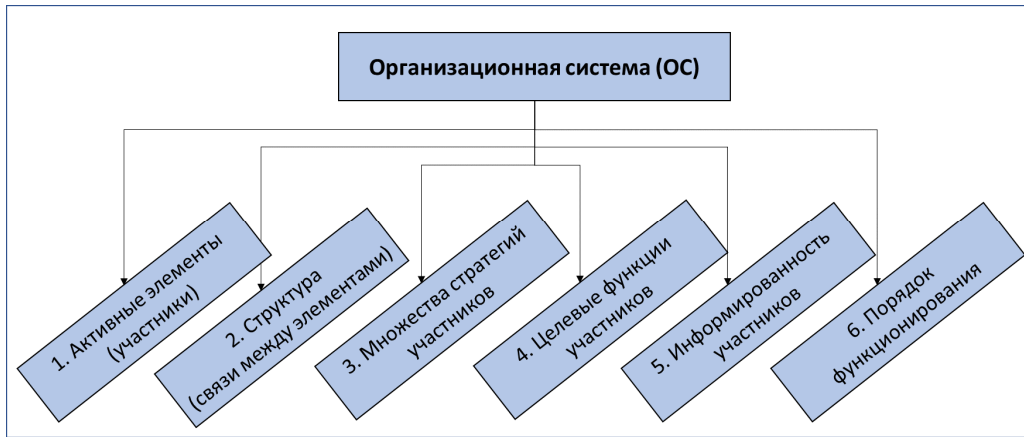 Организационная система (ОС)
1. Активные элементы
(участники)
2. Структура
(связи между элементами)
3. Множества стратегий
участников
4. Целевые функции
участников
5. Информированность
участников
6. Порядок
функционирования